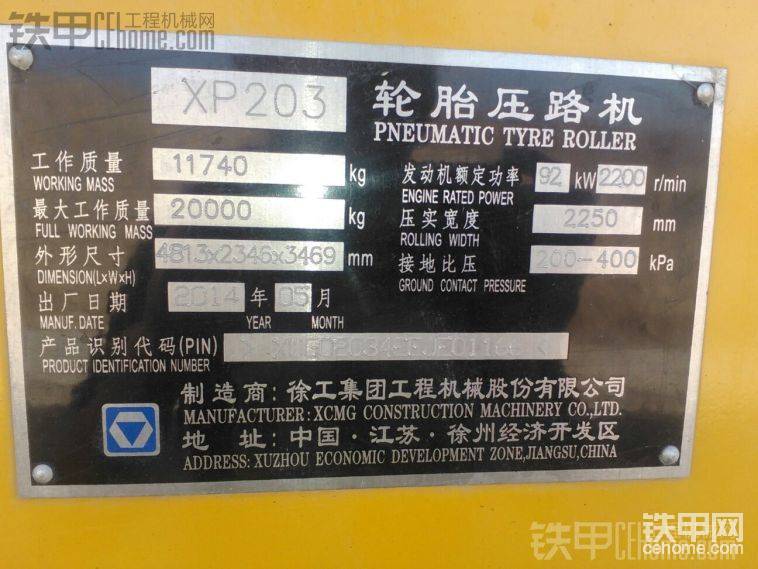 铁甲 工程机械网
CEhome.com
XP203 轮胎压路机
PNEUMATIC TYRE ROLLER
工作质量 11740 kg
WORKING MASS
发动机额定功率 92 kW 2200 r/min
ENGINE RATED POWER
最大工作质量 20000 kg
FULL WORKING MASS
压实宽度 2250 mm
ROLLING WIDTH
外形尺寸 4813x2346x3469 mm
DIMENSION(LxWxH)
接地比压 200-400 kPa
GROUND CONTACT PRESSURE
出厂日期 2014 年 05 月
MANUF. DATE YEAR MONTH
产品识别代码(PIN)
PRODUCT IDENTIFICATION NUMBER
制造商:徐工集团工程机械股份有限公司
MANUFACTURER:XCMG CONSTRUCTION MACHINERY CO.,LTD.
地 址:中国·江苏·徐州经济开发区
ADDRESS: XUZHOU ECONOMIC DEVELOPMENT ZONE,JIANGSU,CHINA
铁甲网
cehome.com